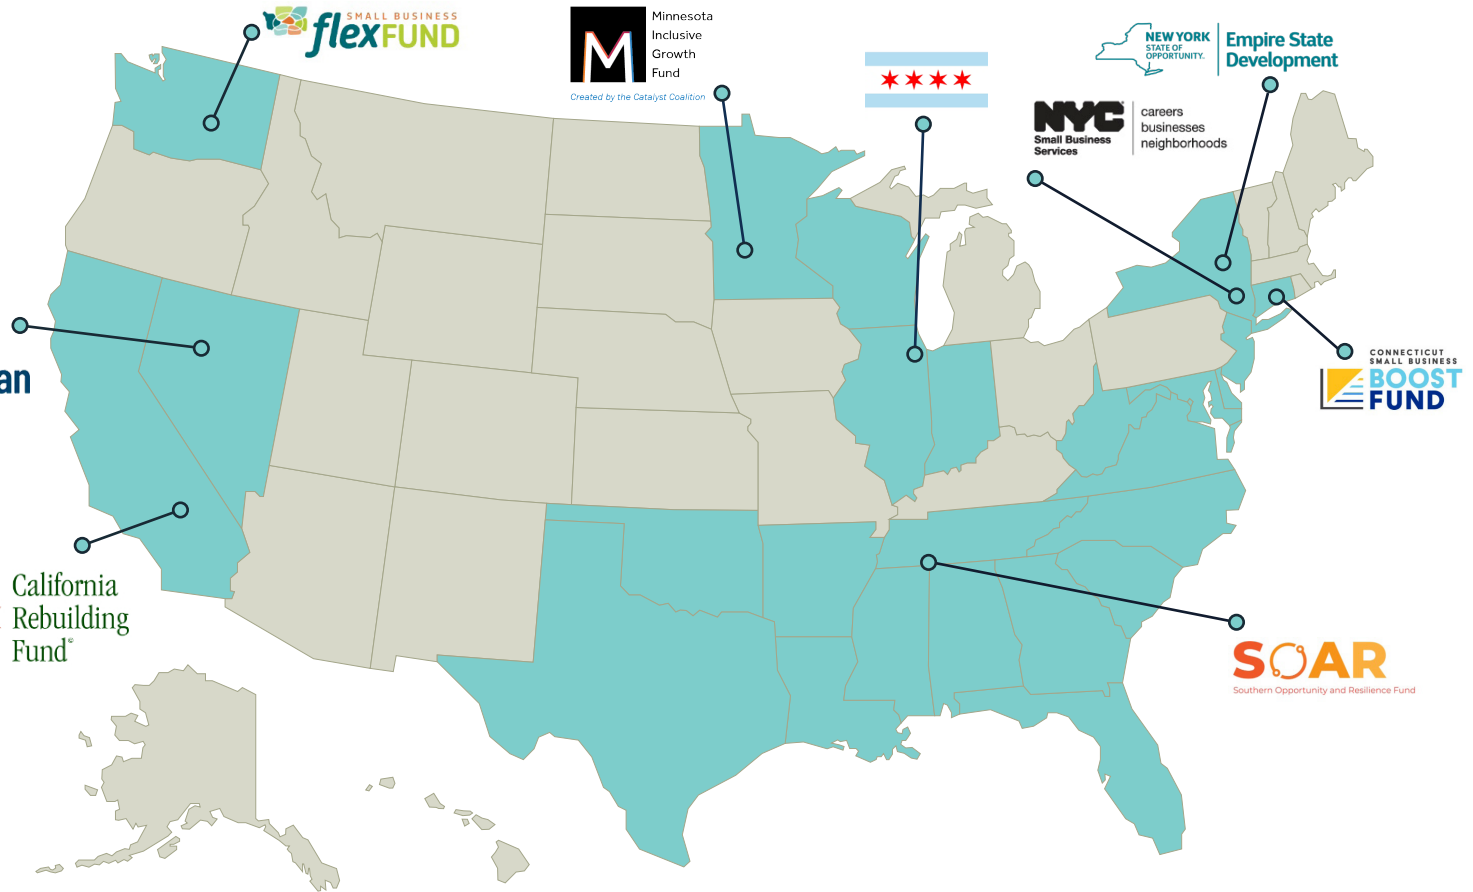 SMALL BUSINESS
flexFUND
Minnesota
Inclusive
Growth
Fund
M
Created by the Catalyst Coalition
NEW YORK
STATE OF
OPPORTUNITY.
Empire State
Development
NYC
Small Business
Services
careers
businesses
neighborhoods
CONNECTICUT
SMALL BUSINESS
BOOST
FUND
an
California
Rebuilding
Fund©
SOAR
Southern Opportunity and Resilience Fund